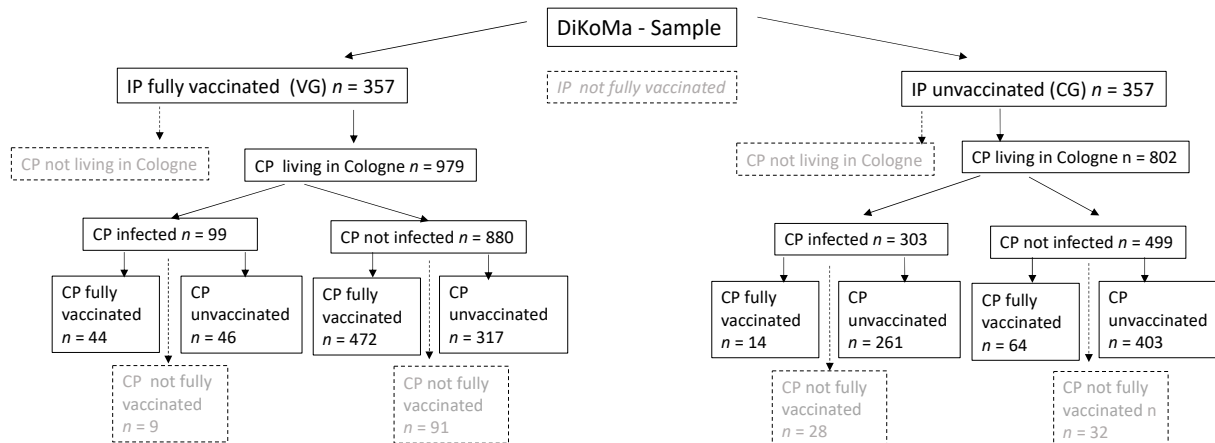 DiKoMa - Sample
IP fully vaccinated (VG) n = 357
IP not fully vaccinated
IP unvaccinated (CG) n = 357
CP not living in Cologne
CP living in Cologne n = 979
CP not living in Cologne
CP living in Cologne n = 802
CP infected n = 99
CP not infected n = 880
CP infected n = 303
CP not infected n = 499
CP fully
vaccinated
n = 44
CP
unvaccinated
n = 46
CP fully
vaccinated
n = 472
CP
unvaccinated
n = 317
CP fully
vaccinated
n = 14
CP
unvaccinated
n = 261
CP fully
vaccinated
n = 64
CP
unvaccinated
n = 403
CP not fully
vaccinated
n = 9
CP not fully
vaccinated
n = 91
CP not fully
vaccinated
n = 28
CP not fully
vaccinated n
n = 32